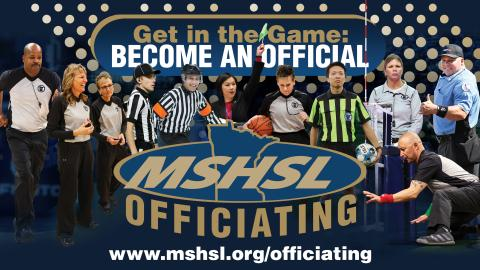 Get in the Game:
BECOME AN OFFICIAL
MSHSL
OFFICIATING
www.mshsl.org/officiating